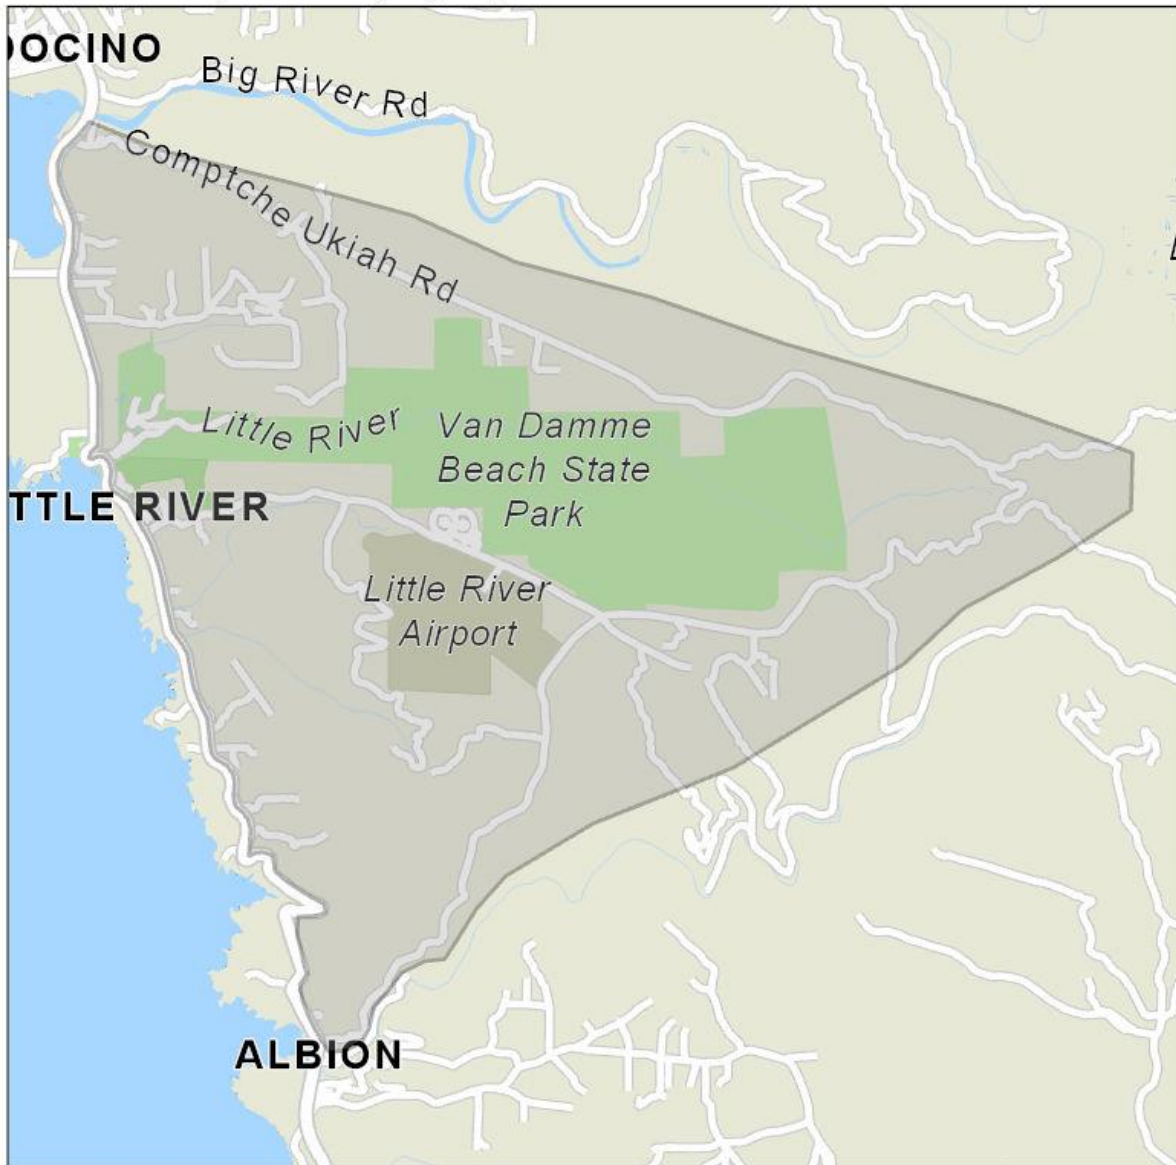 OCINO
Big River Rd
Comptche Ukiah Rd
Little River
Van Damme
Beach State
Park
TTLE RIVER
Little River
Airport
ALBION